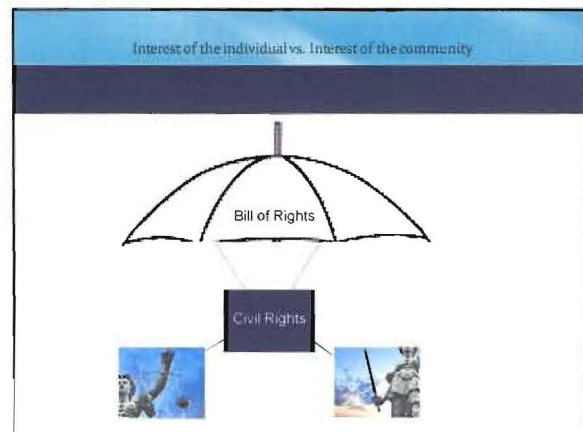 Interest of the individual vs. Interest of the community
Bill of Rights
Civil Rights